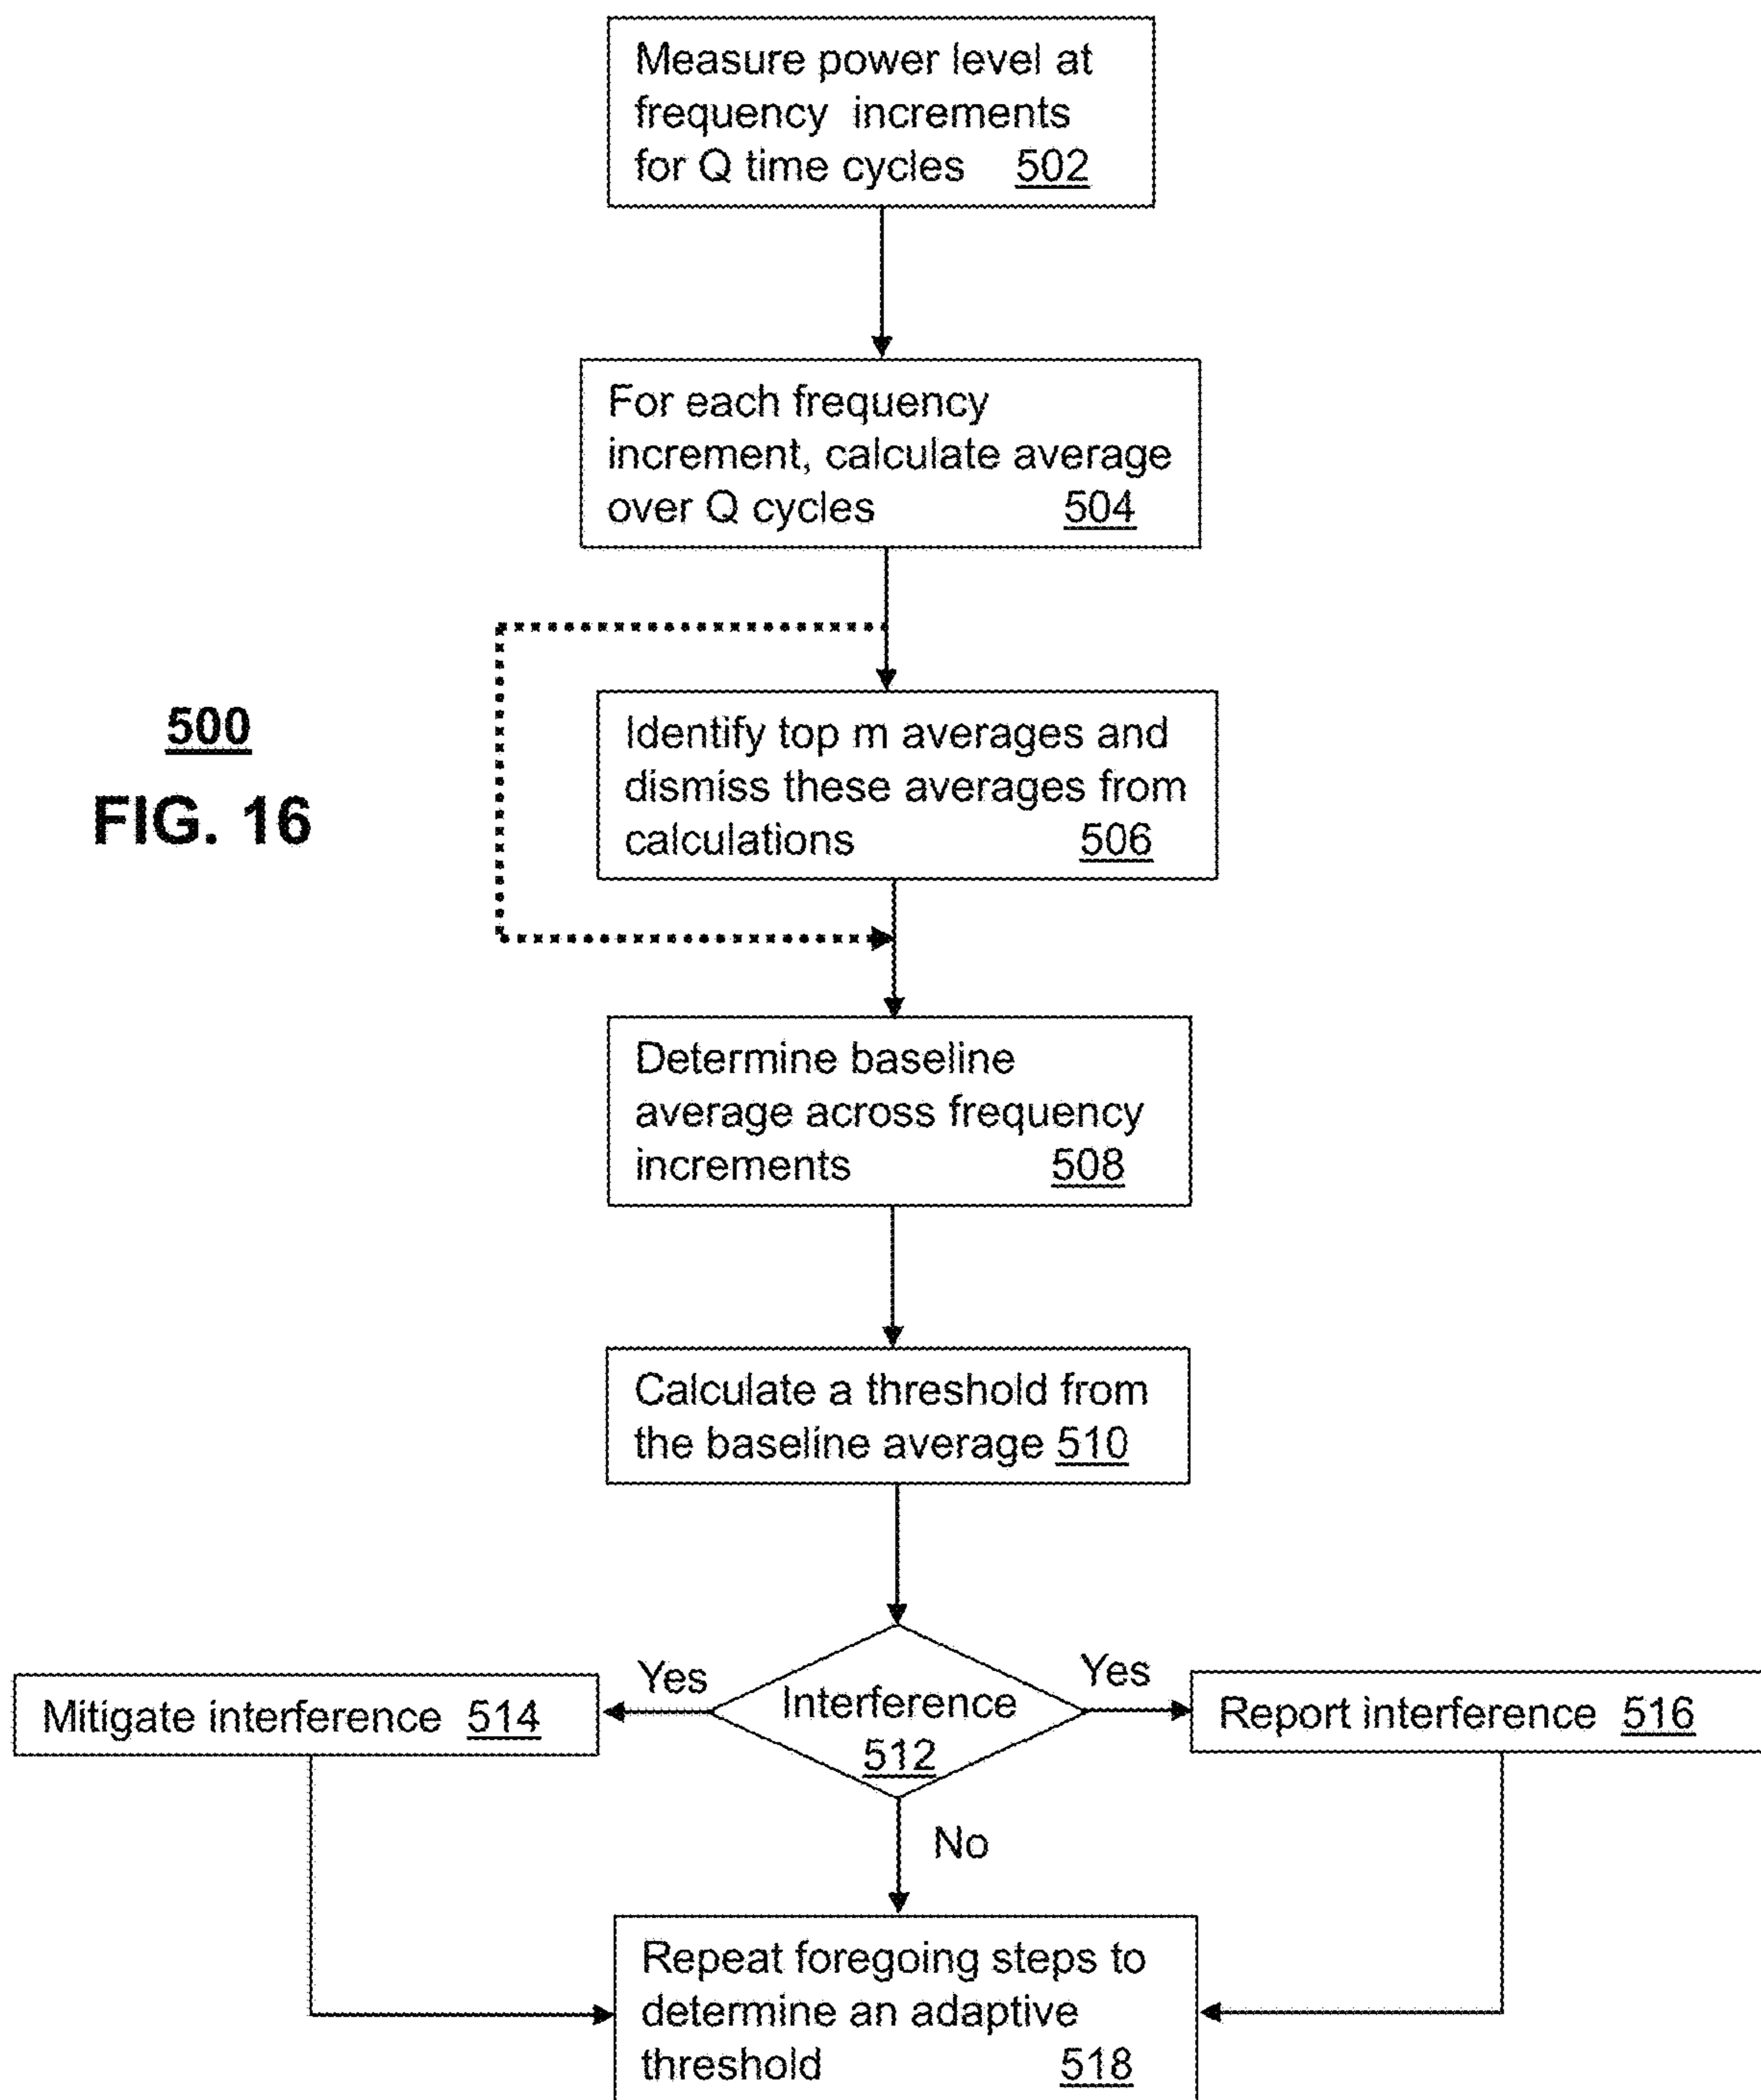 Measure power level at
frequency increments
for Q time cycles 502
For each frequency
increment, calculate average
over Q cycles 504
500
FIG. 16
Identify top m averages and
dismiss these averages from
calculations 506
Determine baseline
average across frequency
increments 508
Calculate a threshold from
the baseline average 510
Yes
Yes
Mitigate interference 514
Interference
512
Report interference 516
No
Repeat foregoing steps to
determine an adaptive
threshold 518